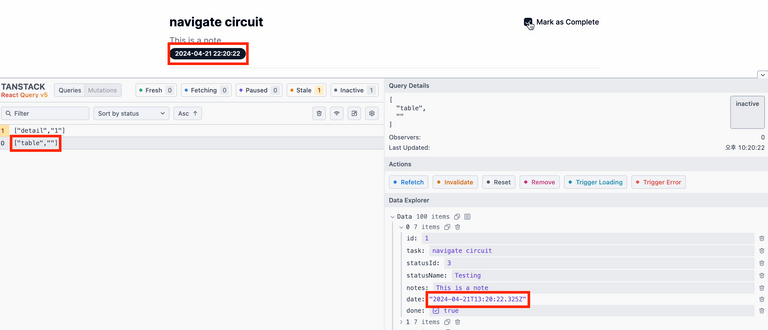 navigate circuit
Mark as Complete
This is a note
2024-04-21 22:20:22
TANSTACK
React Query v5
Queries Mutations
Fresh 0
Fetching 0
Paused 0
Stale 1
Inactive 1
Filter
Sort by status
Asc ↑
1 ["detail","1"]
0 ["table",""]
Query Details
[
"table",
""
]
inactive
Observers: 0
Last Updated: 오후 10:20:22
Actions
Refetch
Invalidate
Reset
Remove
Trigger Loading
Trigger Error
Data Explorer
Data 100 items
0 7 items
id: 1
task: navigate circuit
statusId: 3
statusName: Testing
notes: This is a note
date: "2024-04-21T13:20:22.325Z"
done: true
1 7 items